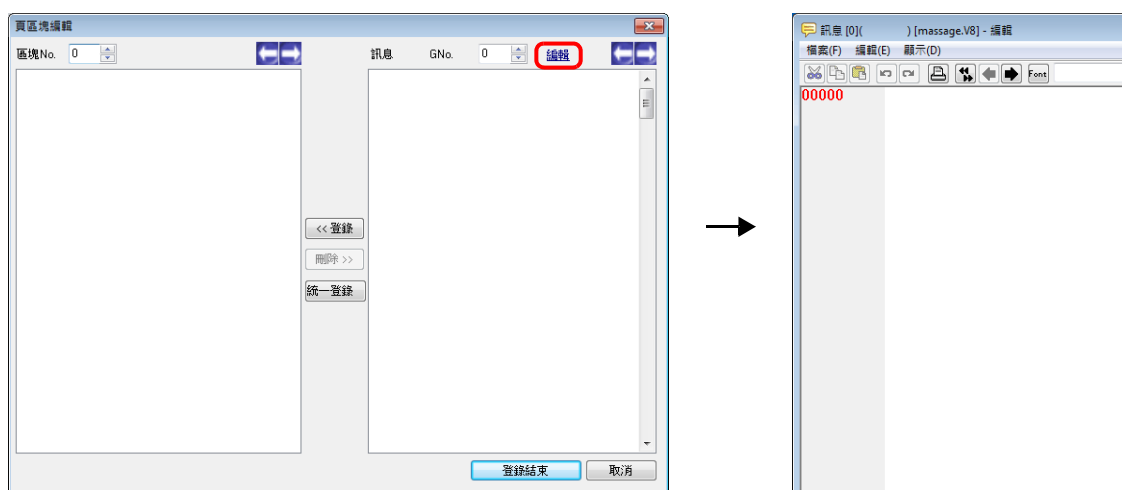 頁區塊編輯
區塊No. 0
訊息 GNo. 0 編輯
<< 登錄
刪除 >>
統一登錄
登錄結束 取消
訊息 [0]( ) [massage.V8] - 編輯
檔案(F) 編輯(E) 顯示(D)
Font
00000